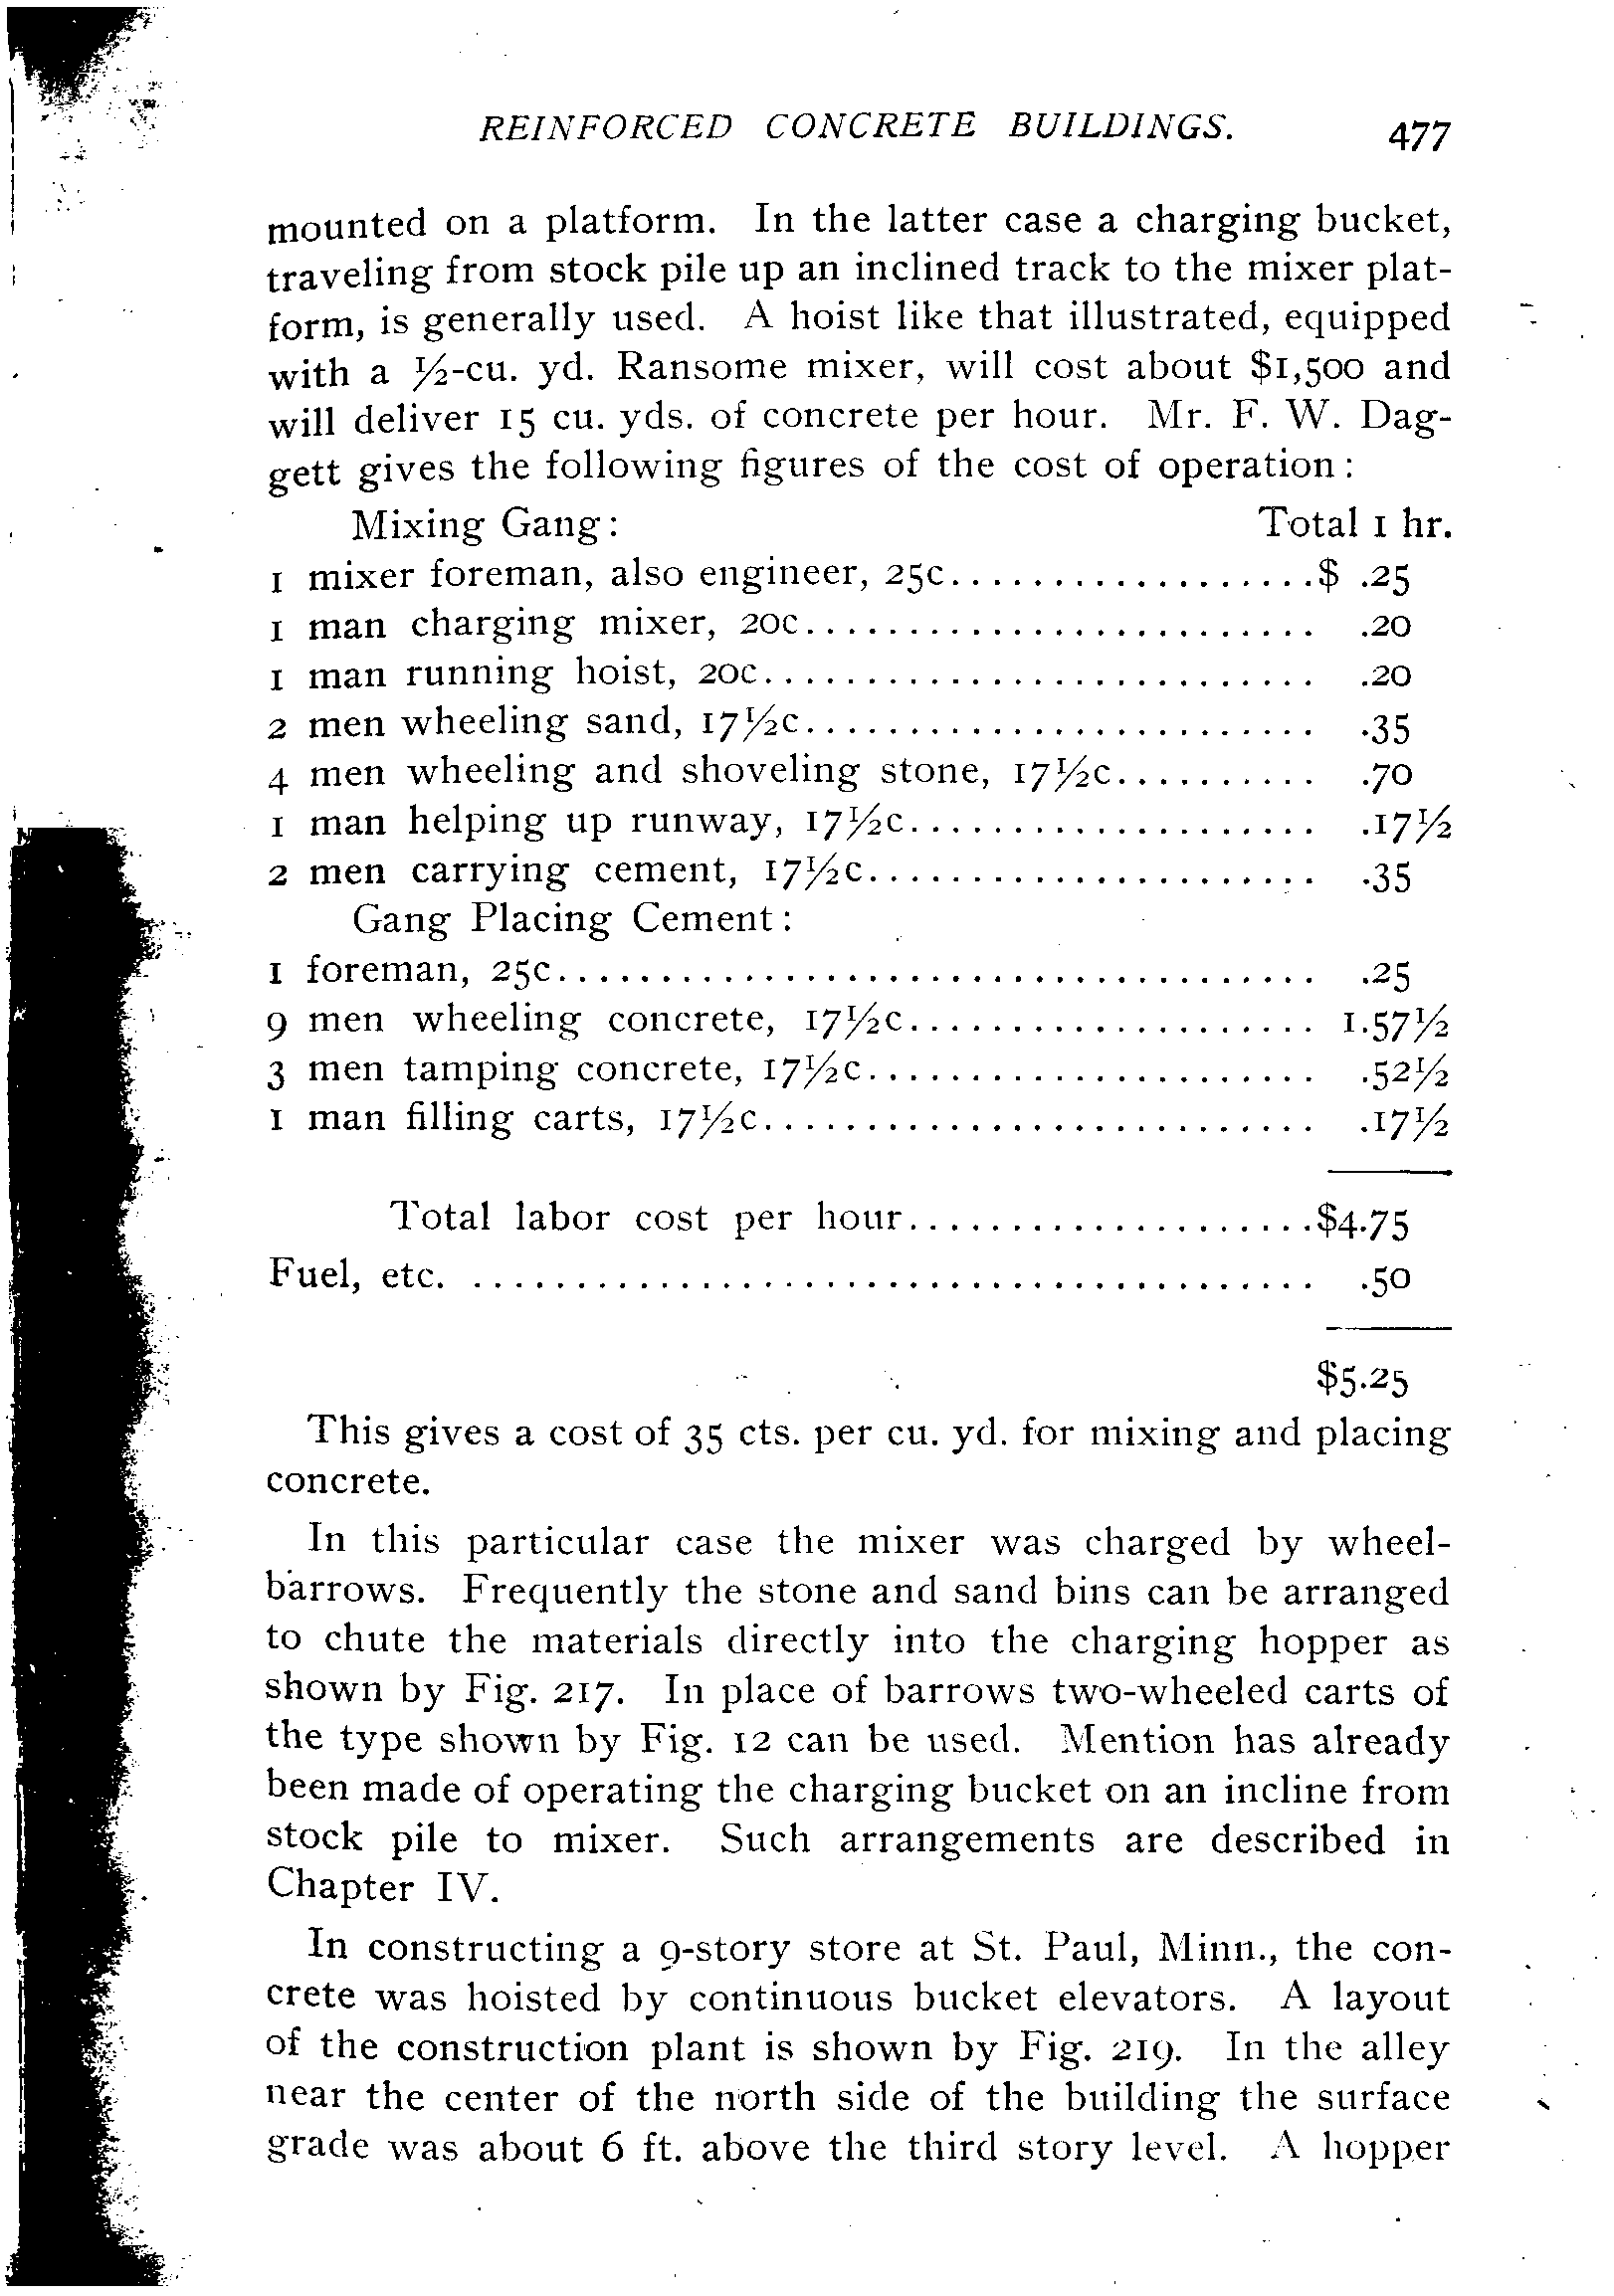 REINFORCED CONCRETE BUILDINGS. 477
mounted on a platform. In the latter case a charging bucket,
traveling from stock pile up an inclined track to the mixer plat-
form, is generally used. A hoist like that illustrated, equipped
with a ½-cu. yd. Ransome mixer, will cost about $1,500 and
will deliver 15 cu. yds. of concrete per hour. Mr. F. W. Dag-
gett gives the following figures of the cost of operation:
Mixing Gang: Total 1 hr.
1 mixer foreman, also engineer, 25c..................$ .25
1 man charging mixer, 20c......................... .20
1 man running hoist, 20c........................... .20
2 men wheeling sand, 17½c......................... .35
4 men wheeling and shoveling stone, 17½c.......... .70
1 man helping up runway, 17½c.................... .17½
2 men carrying cement, 17½c...................... .35
Gang Placing Cement:
1 foreman, 25c..................................... .25
9 men wheeling concrete, 17½c.................... 1.57½
3 men tamping concrete, 17½c...................... .52½
1 man filling carts, 17½c........................... .17½
Total labor cost per hour....................$4.75
Fuel, etc. ......................................... .50
$5.25
This gives a cost of 35 cts. per cu. yd. for mixing and placing
concrete.
In this particular case the mixer was charged by wheel-
barrows. Frequently the stone and sand bins can be arranged
to chute the materials directly into the charging hopper as
shown by Fig. 217. In place of barrows two-wheeled carts of
the type shown by Fig. 12 can be used. Mention has already
been made of operating the charging bucket on an incline from
stock pile to mixer. Such arrangements are described in
Chapter IV.
In constructing a 9-story store at St. Paul, Minn., the con-
crete was hoisted by continuous bucket elevators. A layout
of the construction plant is shown by Fig. 219. In the alley
near the center of the north side of the building the surface
grade was about 6 ft. above the third story level. A hopper